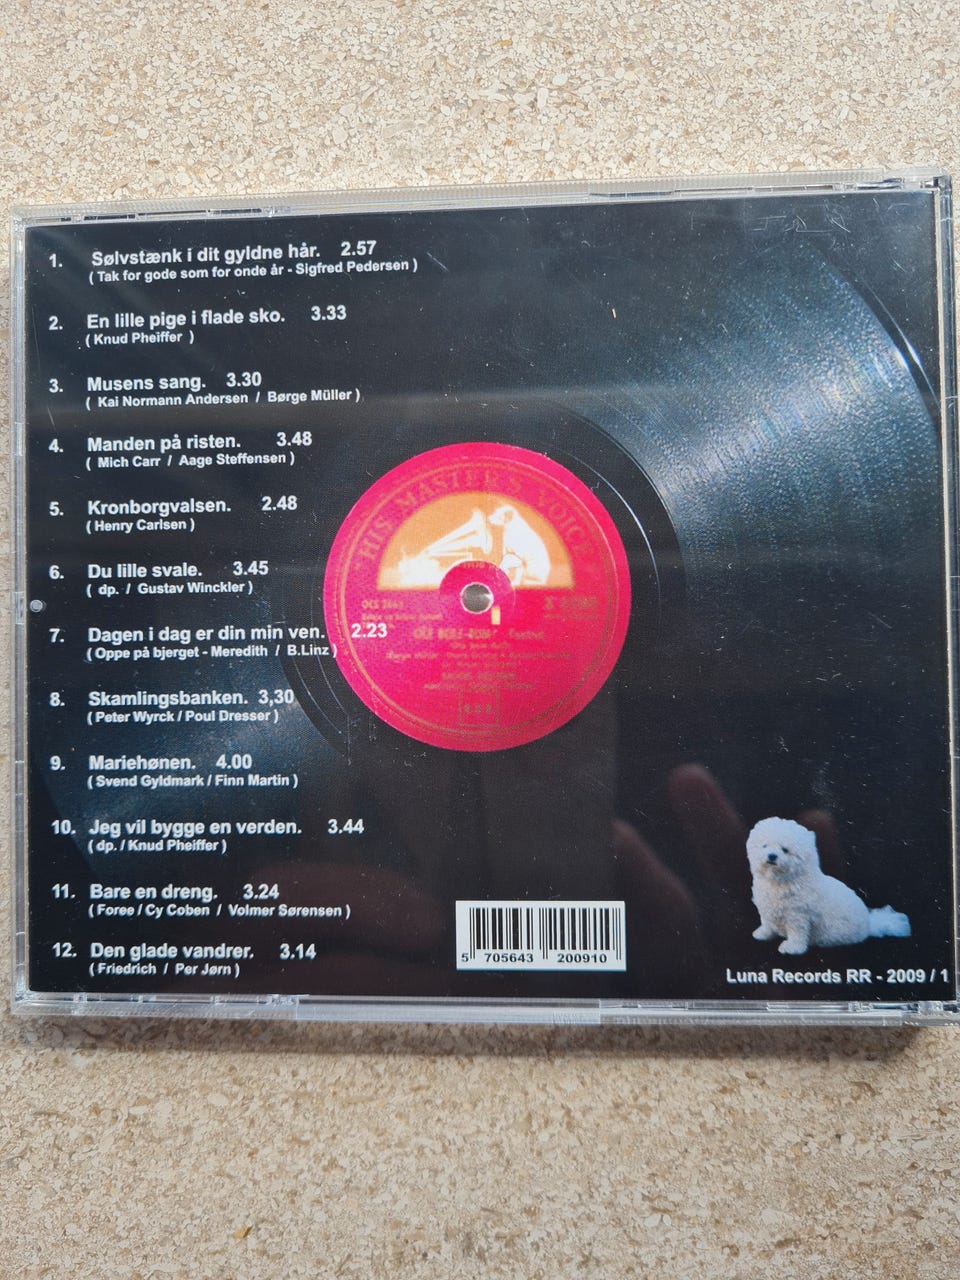 1. Sølvstænk i dit gyldne hår. 2.57
( Tak for gode som for onde år - Sigfred Pedersen )
2. En lille pige i flade sko. 3.33
( Knud Pheiffer )
3. Musens sang. 3.30
( Kai Normann Andersen / Børge Müller )
4. Manden på risten. 3.48
( Mich Carr / Aage Steffensen )
5. Kronborgvalsen. 2.48
( Henry Carlsen )
6. Du lille svale. 3.45
( dp. / Gustav Winckler )
7. Dagen i dag er din min ven. 2.23
( Oppe på bjerget - Meredith / B.Linz )
8. Skamlingsbanken. 3,30
( Peter Wyrck / Poul Dresser )
9. Mariehønen. 4.00
( Svend Gyldmark / Finn Martin )
10. Jeg vil bygge en verden. 3.44
( dp. / Knud Pheiffer )
11. Bare en dreng. 3.24
( Foree / Cy Coben / Volmer Sørensen )
12. Den glade vandrer. 3.14
( Friedrich / Per Jørn )
HIS MASTER'S VOICE
5 705643 200910
Luna Records RR - 2009 / 1